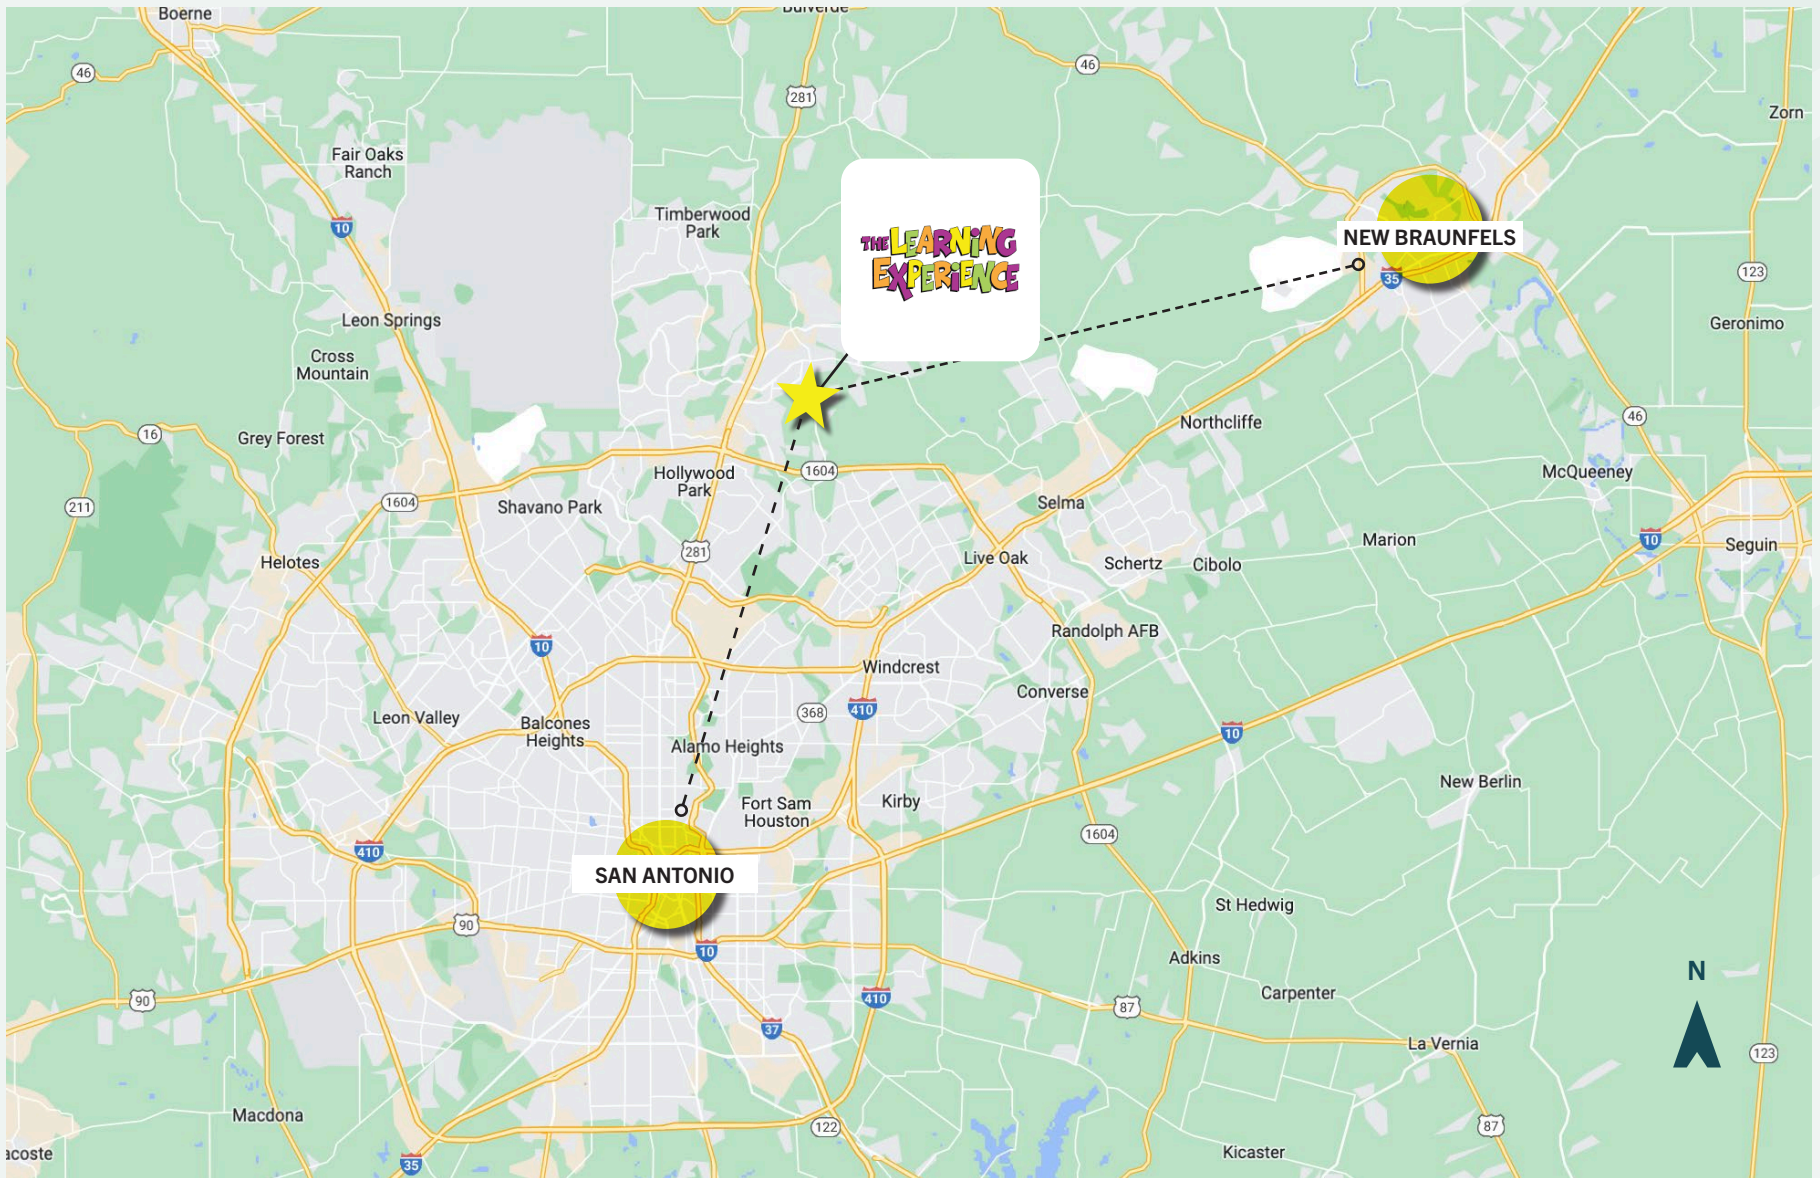 Boerne
Bulverde
46
46
281
Zorn
Fair Oaks
Ranch
Timberwood
Park
10
THE LEARNING
EXPERIENCE
NEW BRAUNFELS
35
123
Geronimo
Leon Springs
Cross
Mountain
Northcliffe
46
16
Grey Forest
Hollywood
Park
1604
McQueeney
1604
Shavano Park
211
Selma
281
Live Oak
Marion
10
Seguin
Helotes
Schertz
Cibolo
10
Randolph AFB
Windcrest
Converse
410
368
Leon Valley
Balcones
Heights
Alamo Heights
10
New Berlin
Fort Sam
Houston
Kirby
1604
410
SAN ANTONIO
St Hedwig
90
10
Adkins
N
90
410
Carpenter
87
37
La Vernia
123
Macdona
122
87
acoste
35
Kicaster